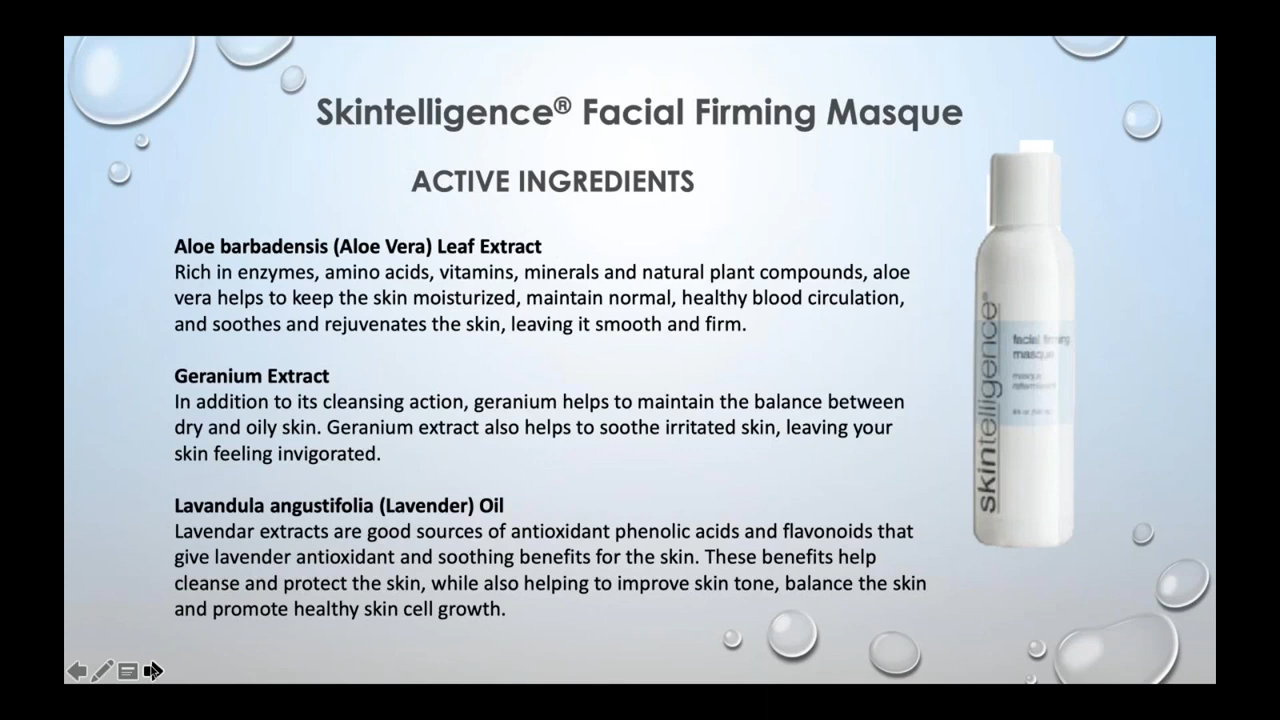 Skintelligence® Facial Firming Masque
ACTIVE INGREDIENTS
Aloe barbadensis (Aloe Vera) Leaf Extract
Rich in enzymes, amino acids, vitamins, minerals and natural plant compounds, aloe
vera helps to keep the skin moisturized, maintain normal, healthy blood circulation,
and soothes and rejuvenates the skin, leaving it smooth and firm.
Geranium Extract
In addition to its cleansing action, geranium helps to maintain the balance between
dry and oily skin. Geranium extract also helps to soothe irritated skin, leaving your
skin feeling invigorated.
Lavandula angustifolia (Lavender) Oil
Lavendar extracts are good sources of antioxidant phenolic acids and flavonoids that
give lavender antioxidant and soothing benefits for the skin. These benefits help
cleanse and protect the skin, while also helping to improve skin tone, balance the skin
and promote healthy skin cell growth.
skintelligence®
facial firming
masque